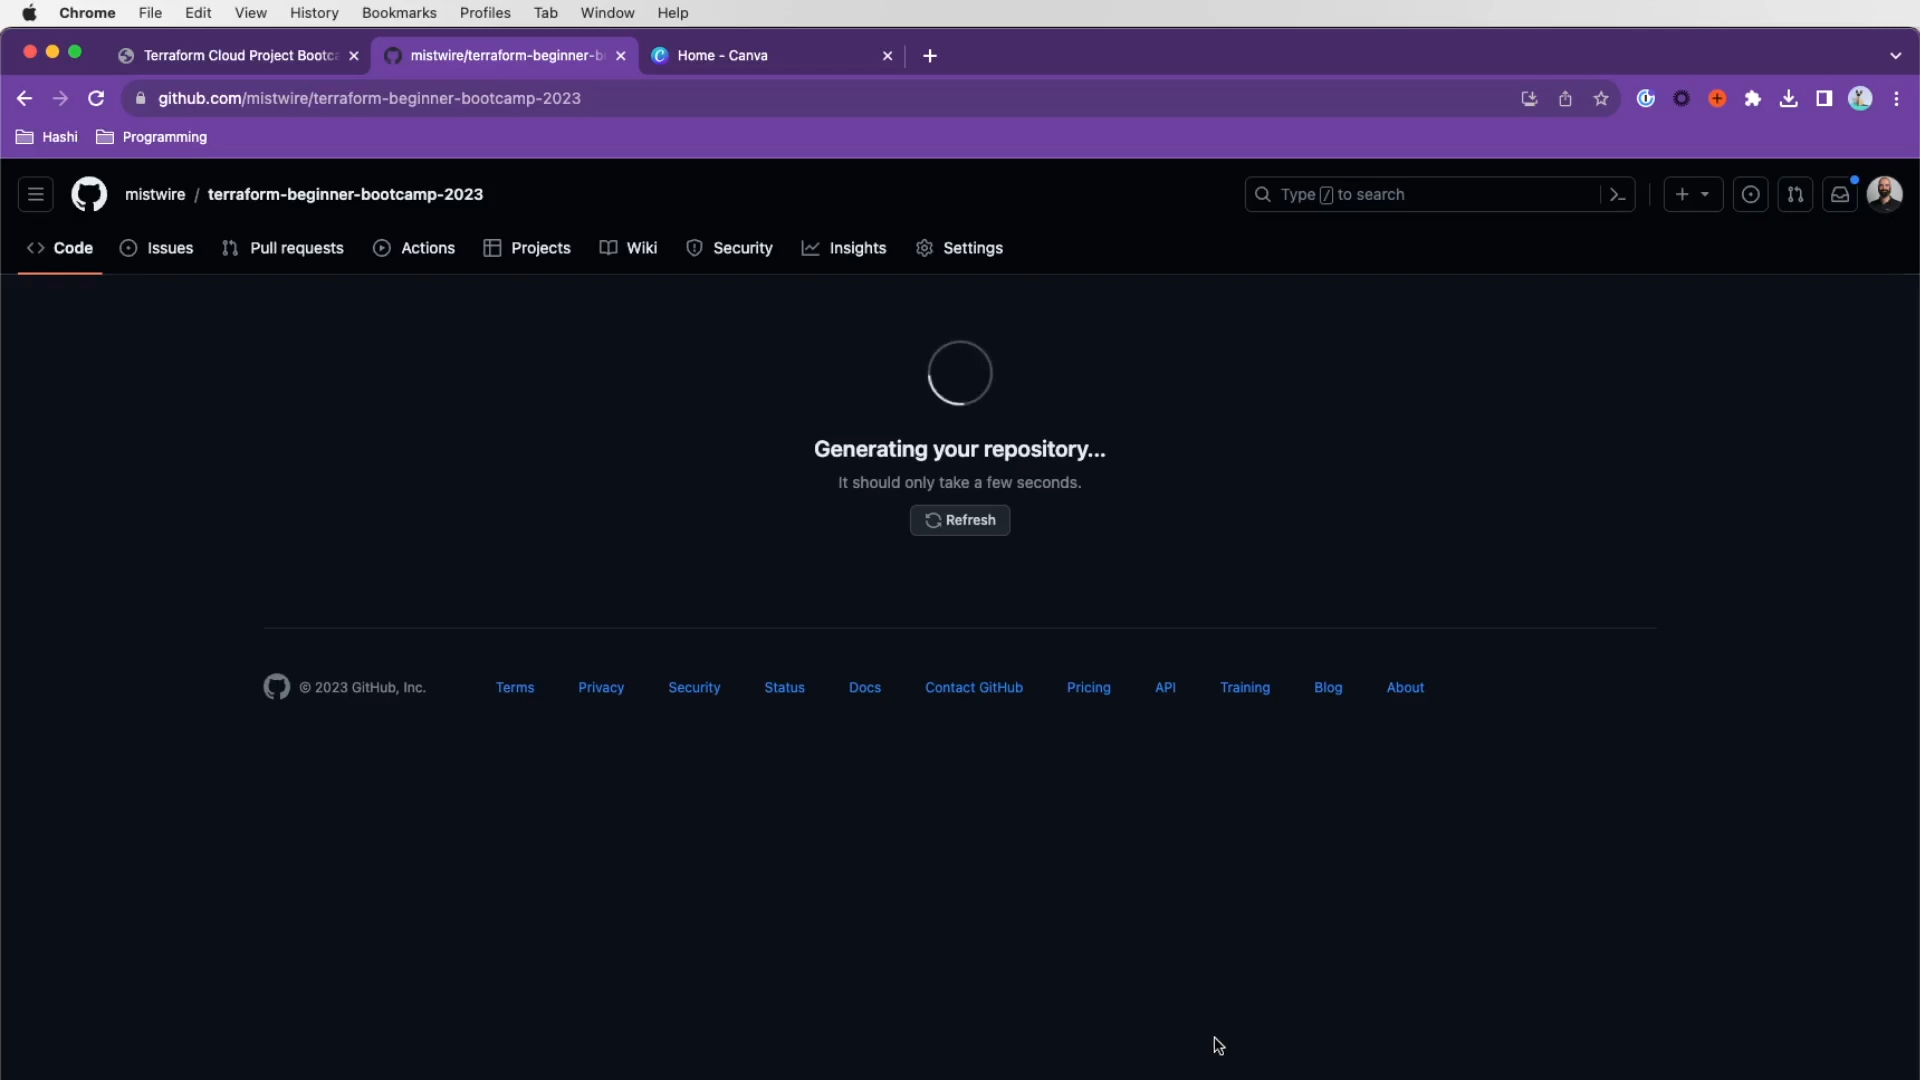 Chrome File Edit View History Bookmarks Profiles Tab Window Help
Terraform Cloud Project Bootca
mistwire/terraform-beginner-b
Home - Canva
github.com/mistwire/terraform-beginner-bootcamp-2023
Hashi Programming
mistwire / terraform-beginner-bootcamp-2023
Type / to search
Code Issues Pull requests Actions Projects Wiki Security Insights Settings
Generating your repository...
It should only take a few seconds.
Refresh
© 2023 GitHub, Inc. Terms Privacy Security Status Docs Contact GitHub Pricing API Training Blog About